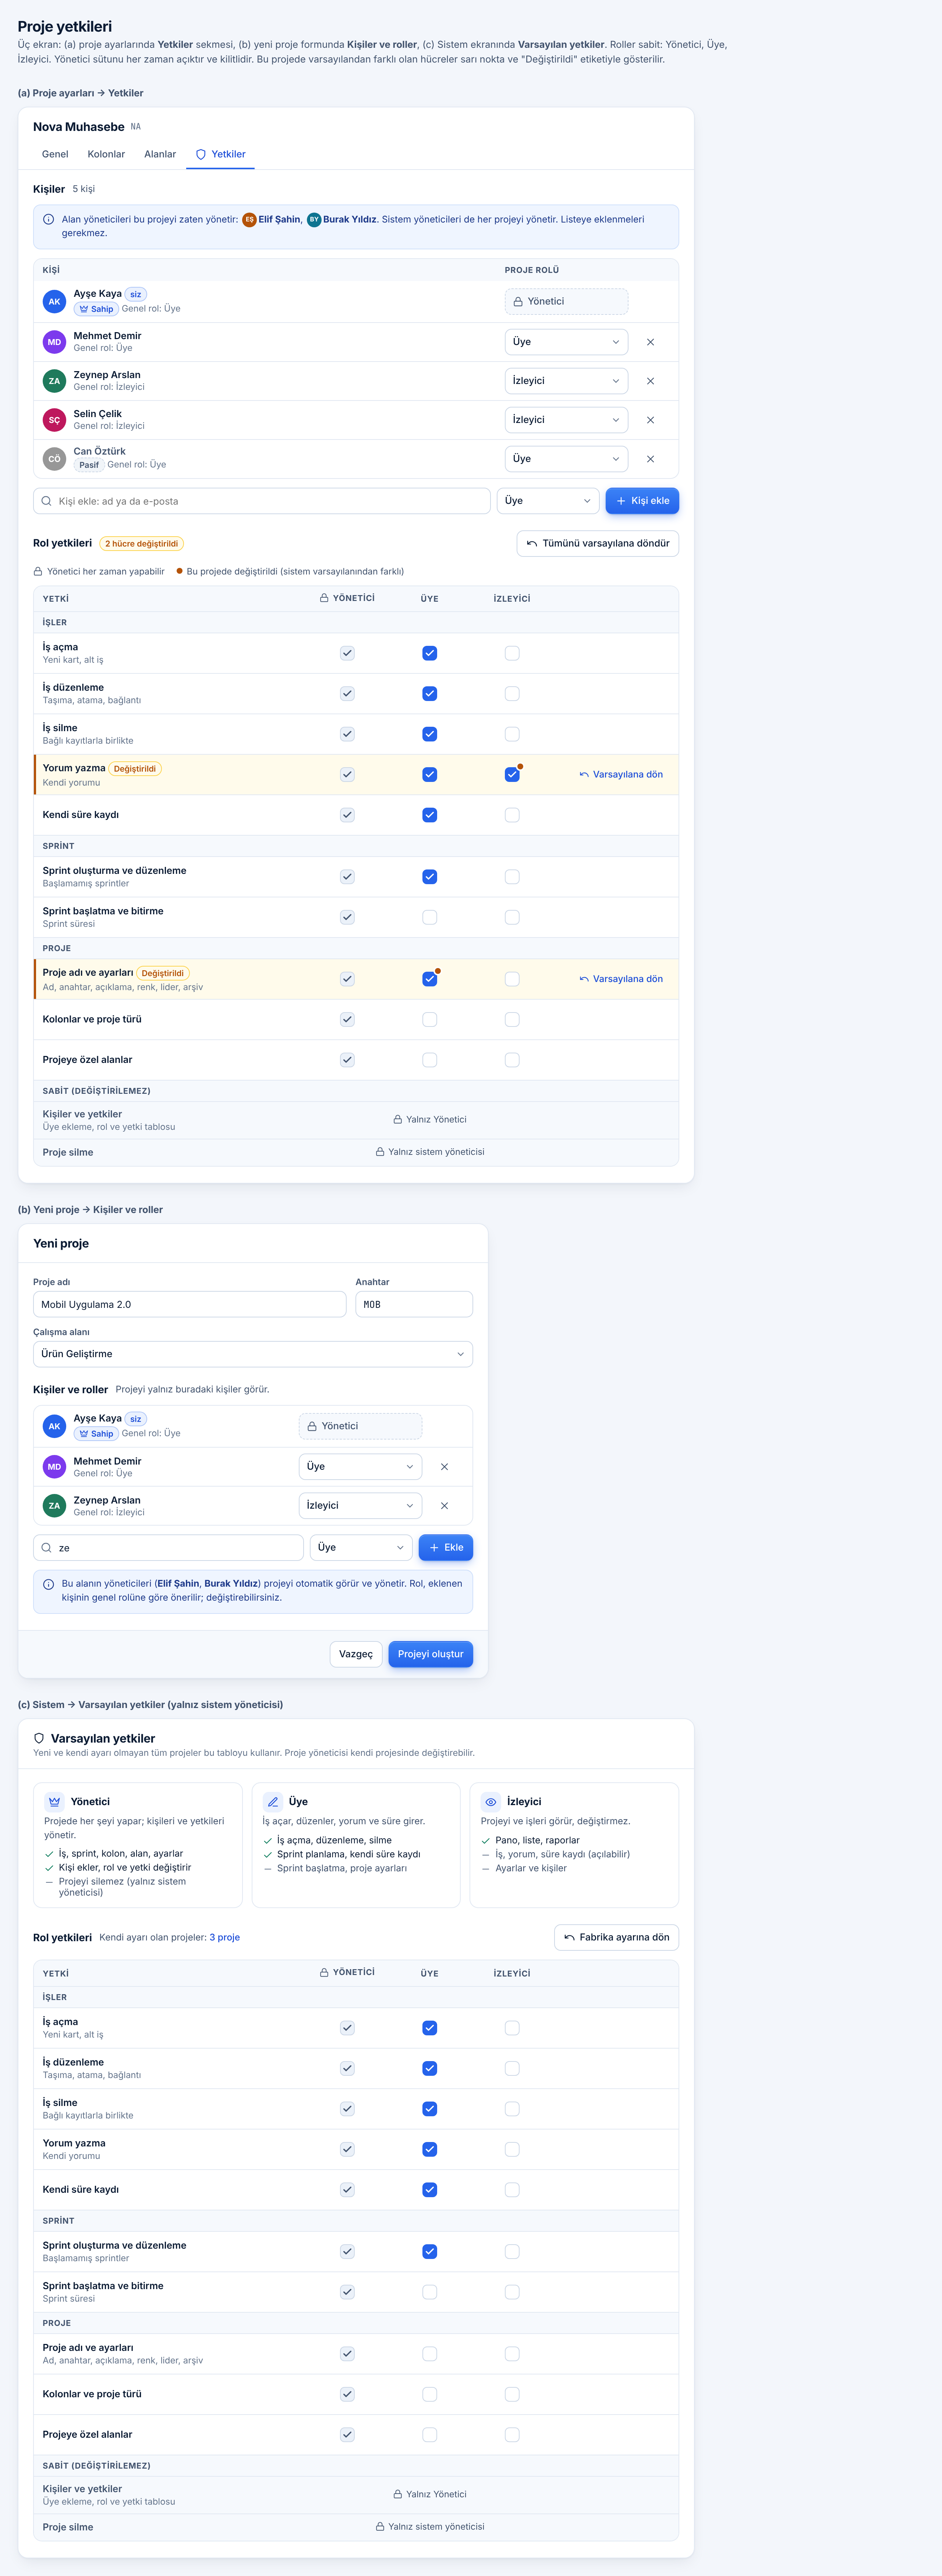 Proje yetkileri
Üç ekran: (a) proje ayarlarında Yetkiler sekmesi, (b) yeni proje formunda Kişiler ve roller, (c) Sistem ekranında Varsayılan yetkiler. Roller sabit: Yönetici, Üye,
İzleyici. Yönetici sütunu her zaman açıktır ve kilitlidir. Bu projede varsayılandan farklı olan hücreler sarı nokta ve "Değiştirildi" etiketiyle gösterilir.
(a) Proje ayarları → Yetkiler
Nova Muhasebe NA
Genel Kolonlar Alanlar Yetkiler
Kişiler 5 kişi
Alan yöneticileri bu projeyi zaten yönetir: EŞ Elif Şahin, BY Burak Yıldız. Sistem yöneticileri de her projeyi yönetir. Listeye eklenmeleri
gerekmez.
KİŞİ PROJE ROLÜ
AK Ayşe Kaya siz
Sahip Genel rol: Üye
Yönetici
MD Mehmet Demir
Genel rol: Üye
Üye
ZA Zeynep Arslan
Genel rol: İzleyici
İzleyici
SÇ Selin Çelik
Genel rol: İzleyici
İzleyici
CÖ Can Öztürk
Pasif Genel rol: Üye
Üye
Kişi ekle: ad ya da e-posta Üye Kişi ekle
Rol yetkileri 2 hücre değiştirildi Tümünü varsayılana döndür
Yönetici her zaman yapabilir Bu projede değiştirildi (sistem varsayılanından farklı)
YETKİ YÖNETİCİ ÜYE İZLEYİCİ
İŞLER
İş açma
Yeni kart, alt iş
İş düzenleme
Taşıma, atama, bağlantı
İş silme
Bağlı kayıtlarla birlikte
Yorum yazma Değiştirildi
Kendi yorumu
Varsayılana dön
Kendi süre kaydı
SPRİNT
Sprint oluşturma ve düzenleme
Başlamamış sprintler
Sprint başlatma ve bitirme
Sprint süresi
PROJE
Proje adı ve ayarları Değiştirildi
Ad, anahtar, açıklama, renk, lider, arşiv
Varsayılana dön
Kolonlar ve proje türü
Projeye özel alanlar
SABİT (DEĞİŞTİRİLEMEZ)
Kişiler ve yetkiler
Üye ekleme, rol ve yetki tablosu
Yalnız Yönetici
Proje silme Yalnız sistem yöneticisi
(b) Yeni proje → Kişiler ve roller
Yeni proje
Proje adı Anahtar
Mobil Uygulama 2.0 MOB
Çalışma alanı
Ürün Geliştirme
Kişiler ve roller Projeyi yalnız buradaki kişiler görür.
AK Ayşe Kaya siz
Sahip Genel rol: Üye
Yönetici
MD Mehmet Demir
Genel rol: Üye
Üye
ZA Zeynep Arslan
Genel rol: İzleyici
İzleyici
ze Üye Ekle
Bu alanın yöneticileri (Elif Şahin, Burak Yıldız) projeyi otomatik görür ve yönetir. Rol, eklenen
kişinin genel rolüne göre önerilir; değiştirebilirsiniz.
Vazgeç Projeyi oluştur
(c) Sistem → Varsayılan yetkiler (yalnız sistem yöneticisi)
Varsayılan yetkiler
Yeni ve kendi ayarı olmayan tüm projeler bu tabloyu kullanır. Proje yöneticisi kendi projesinde değiştirebilir.
Yönetici
Projede her şeyi yapar; kişileri ve yetkileri
yönetir.
İş, sprint, kolon, alan, ayarlar
Kişi ekler, rol ve yetki değiştirir
Projeyi silemez (yalnız sistem
yöneticisi)
Üye
İş açar, düzenler, yorum ve süre girer.
İş açma, düzenleme, silme
Sprint planlama, kendi süre kaydı
Sprint başlatma, proje ayarları
İzleyici
Projeyi ve işleri görür, değiştirmez.
Pano, liste, raporlar
İş, yorum, süre kaydı (açılabilir)
Ayarlar ve kişiler
Rol yetkileri Kendi ayarı olan projeler: 3 proje Fabrika ayarına dön
YETKİ YÖNETİCİ ÜYE İZLEYİCİ
İŞLER
İş açma
Yeni kart, alt iş
İş düzenleme
Taşıma, atama, bağlantı
İş silme
Bağlı kayıtlarla birlikte
Yorum yazma
Kendi yorumu
Kendi süre kaydı
SPRİNT
Sprint oluşturma ve düzenleme
Başlamamış sprintler
Sprint başlatma ve bitirme
Sprint süresi
PROJE
Proje adı ve ayarları
Ad, anahtar, açıklama, renk, lider, arşiv
Kolonlar ve proje türü
Projeye özel alanlar
SABİT (DEĞİŞTİRİLEMEZ)
Kişiler ve yetkiler
Üye ekleme, rol ve yetki tablosu
Yalnız Yönetici
Proje silme Yalnız sistem yöneticisi